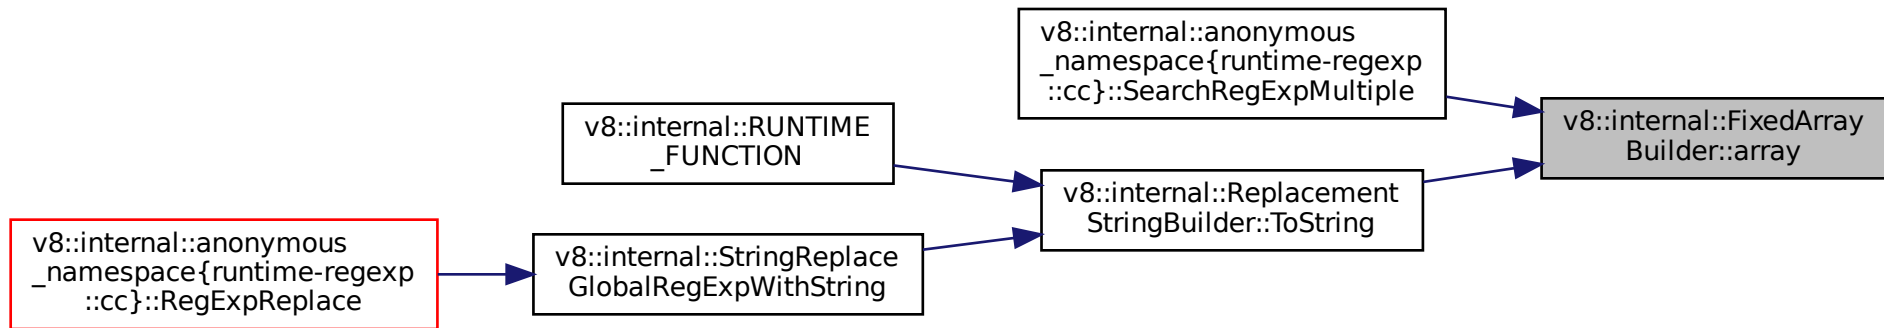 v8::internal::anonymous
_namespace{runtime-regexp
::cc}::SearchRegExpMultiple
v8::internal::FixedArray
Builder::array
v8::internal::RUNTIME
_FUNCTION
v8::internal::Replacement
StringBuilder::ToString
v8::internal::anonymous
_namespace{runtime-regexp
::cc}::RegExpReplace
v8::internal::StringReplace
GlobalRegExpWithString